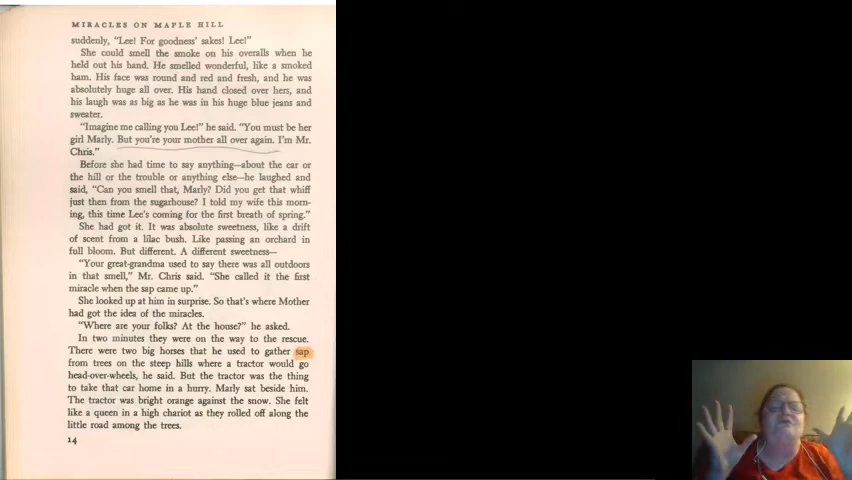 MIRACLES ON MAPLE HILL
suddenly, "Lee! For goodness' sakes! Lee!"
She could smell the smoke on his overalls when he
held out his hand. He smelled wonderful, like a smoked
ham. His face was round and red and fresh, and he was
absolutely huge all over. His hand closed over hers, and
his laugh was as big as he was in his huge blue jeans and
sweater.
"Imagine me calling you Lee!" he said. "You must be her
girl Marly. But you're your mother all over again. I'm Mr.
Chris."
Before she had time to say anything—about the car or
the hill or the trouble or anything else—he laughed and
said, "Can you smell that, Marly? Did you get that whiff
just then from the sugarhouse? I told my wife this morn-
ing, this time Lee's coming for the first breath of spring."
She had got it. It was absolute sweetness, like a drift
of scent from a lilac bush. Like passing an orchard in
full bloom. But different. A different sweetness—
"Your great-grandma used to say there was all outdoors
in that smell," Mr. Chris said. "She called it the first
miracle when the sap came up."
She looked up at him in surprise. So that's where Mother
had got the idea of the miracles.
"Where are your folks? At the house?" he asked.
In two minutes they were on the way to the rescue.
There were two big horses that he used to gather sap
from trees on the steep hills where a tractor would go
head-over-wheels, he said. But the tractor was the thing
to take that car home in a hurry. Marly sat beside him.
The tractor was bright orange against the snow. She felt
like a queen in a high chariot as they rolled off along the
little road among the trees.
14